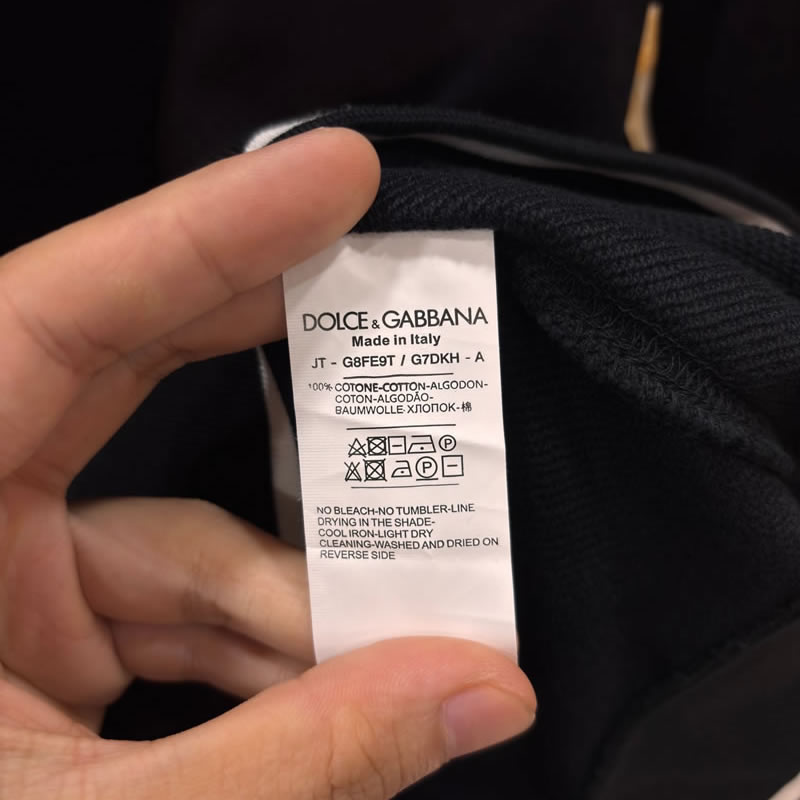 DOLCE & GABBANA
Made in Italy
JT - G8FE9T / G7DKH - A
100% COTONE-COTTON-ALGODON-
COTON-ALGODÃO-
BAUMWOLLE-ХЛОПОК-棉
P
P
NO BLEACH-NO TUMBLER-LINE
DRYING IN THE SHADE-
COOL IRON-LIGHT DRY
CLEANING-WASHED AND DRIED ON
REVERSE SIDE